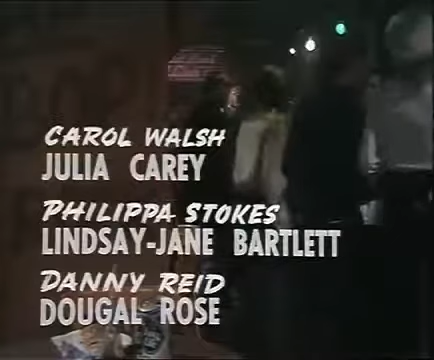 CAROL WALSH
JULIA CAREY
PHILIPPA STOKES
LINDSAY-JANE BARTLETT
DANNY REID
DOUGAL ROSE